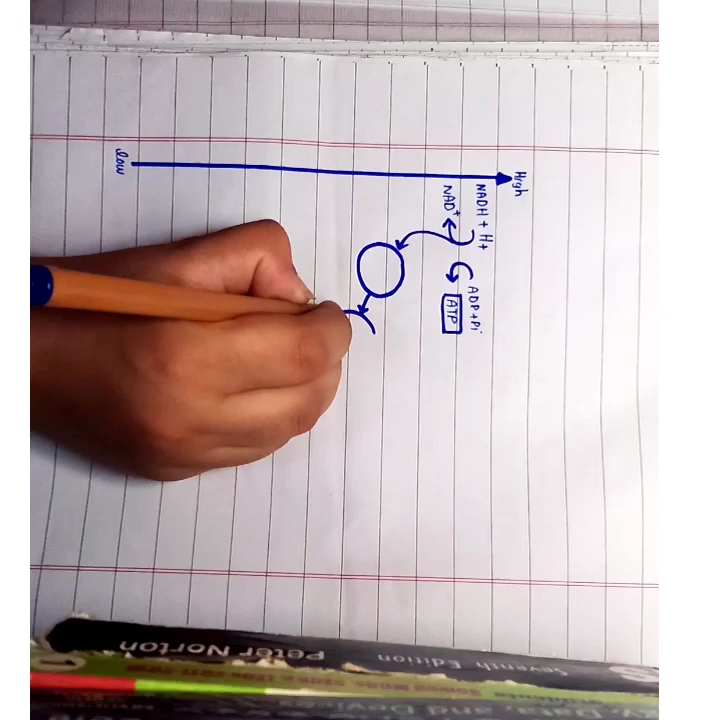 High
NADH + H+
ADP+Pi
NAD+
ATP
low
Seventh Edition
Peter Norton